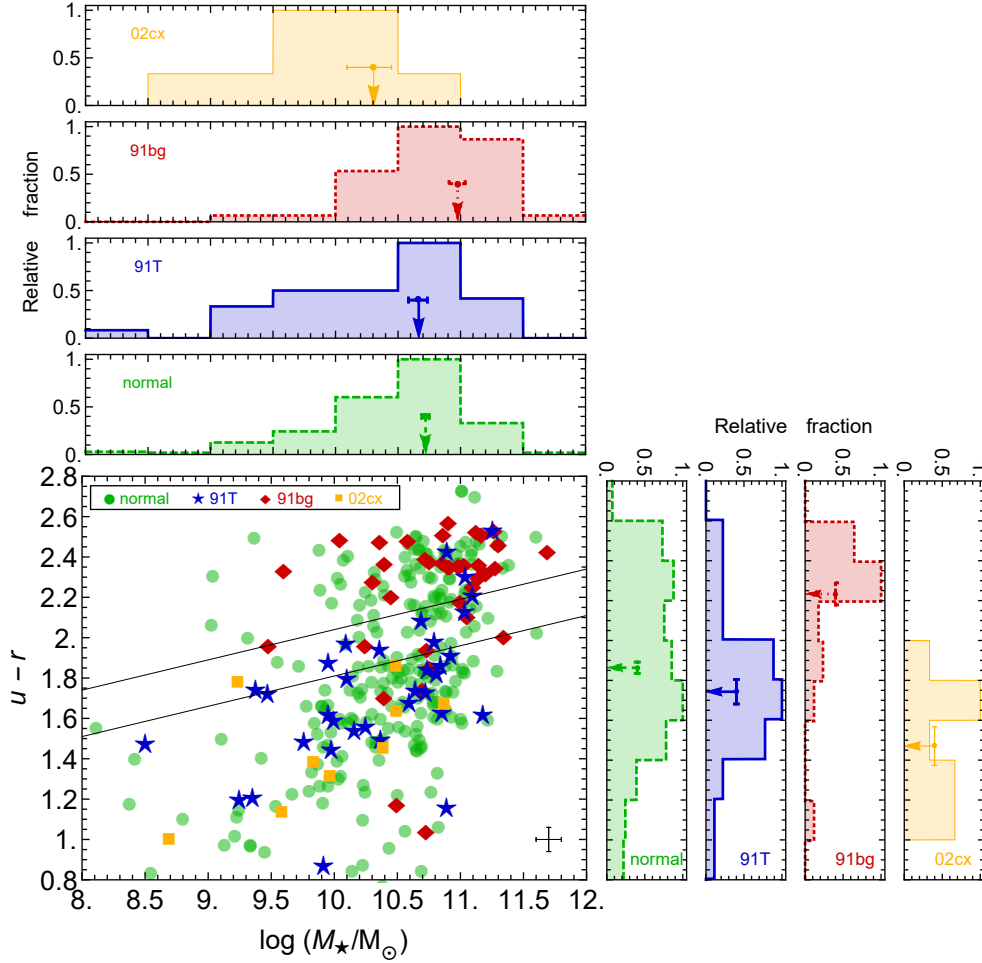 1.
0.5
1.
02cx
1.
0.5
1.
91bg
1.
0.5
1.
91T
1.
0.5
1.
normal
Relative fraction
Relative fraction
0. 0.5 1. 0. 0.5 1. 0. 0.5 1. 0. 0.5 1.
normal 91T 91bg 02cx
2.8
2.6
2.4
2.2
2.0
1.8
1.6
1.4
1.2
1.0
0.8
u − r
normal 91T 91bg 02cx
8. 8.5 9. 9.5 10. 10.5 11. 11.5 12.
log (M★/M⊙)